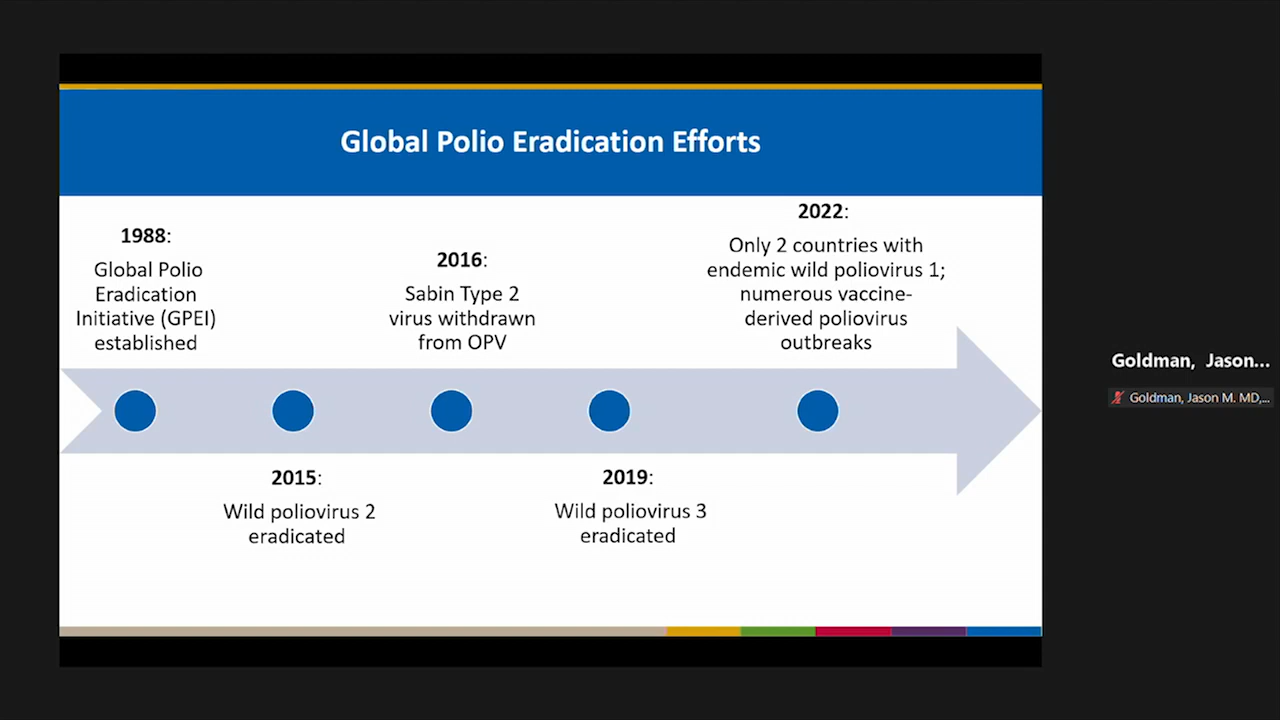 Global Polio Eradication Efforts
1988:
Global Polio
Eradication
Initiative (GPEI)
established
2015:
Wild poliovirus 2
eradicated
2016:
Sabin Type 2
virus withdrawn
from OPV
2019:
Wild poliovirus 3
eradicated
2022:
Only 2 countries with
endemic wild poliovirus 1;
numerous vaccine-
derived poliovirus
outbreaks
Goldman, Jason...
Goldman, Jason M. MD,...